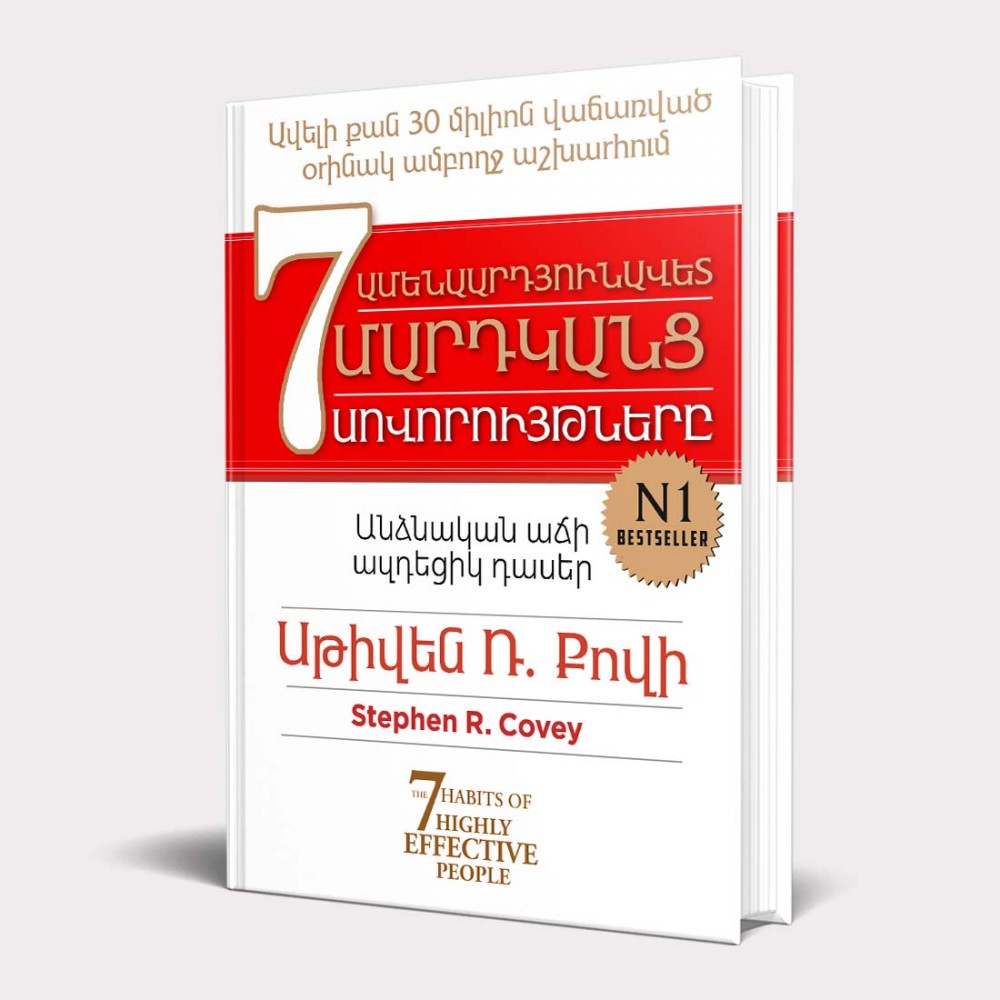 Ավելի քան 30 միլիոն վաճառված
օրինակ ամբողջ աշխարհում
7
ԱՄԵՆԱԱՐԴՅՈՒՆԱՎԵՏ
ՄԱՐԴԿԱՆՑ
ՍՈՎՈՐՈՒՅԹՆԵՐԸ
N1
BESTSELLER
Անձնական աճի
ազդեցիկ դասեր
Սթիվեն Ռ. Քովի
Stephen R. Covey
THE 7 HABITS OF
HIGHLY
EFFECTIVE
PEOPLE